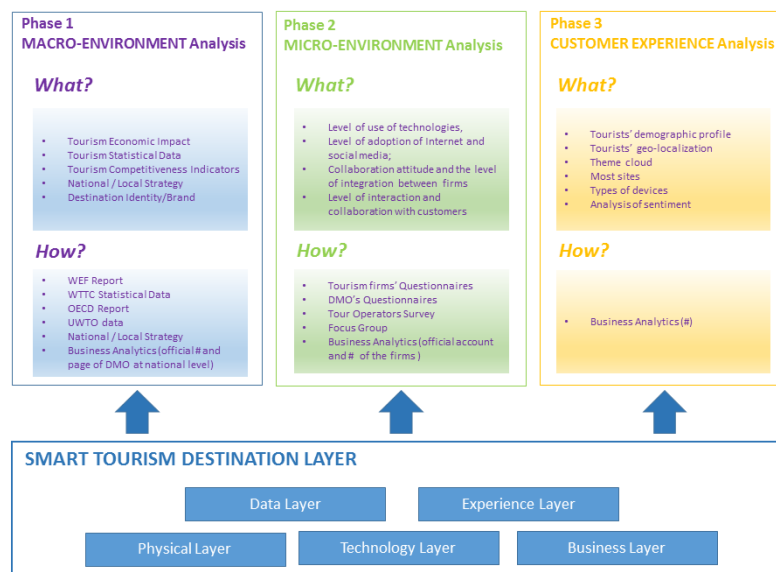 Phase 1
MACRO-ENVIRONMENT Analysis
What?
• Tourism Economic Impact
• Tourism Statistical Data
• Tourism Competitiveness Indicators
• National / Local Strategy
• Destination Identity/Brand
How?
• WEF Report
• WTTC Statistical Data
• OECD Report
• UWTO data
• National / Local Strategy
• Business Analytics (official # and
page of DMO at national level)
Phase 2
MICRO-ENVIRONMENT Analysis
What?
• Level of use of technologies,
• Level of adoption of Internet and
social media;
• Collaboration attitude and the level
of integration between firms
• Level of interaction and
collaboration with customers
How?
• Tourism firms' Questionnaires
• DMO's Questionnaires
• Tour Operators Survey
• Focus Group
• Business Analytics (official account
and # of the firms )
Phase 3
CUSTOMER EXPERIENCE Analysis
What?
• Tourists' demographic profile
• Tourists' geo-localization
• Theme cloud
• Most sites
• Types of devices
• Analysis of sentiment
How?
• Business Analytics (#)
SMART TOURISM DESTINATION LAYER
Data Layer
Experience Layer
Physical Layer
Technology Layer
Business Layer